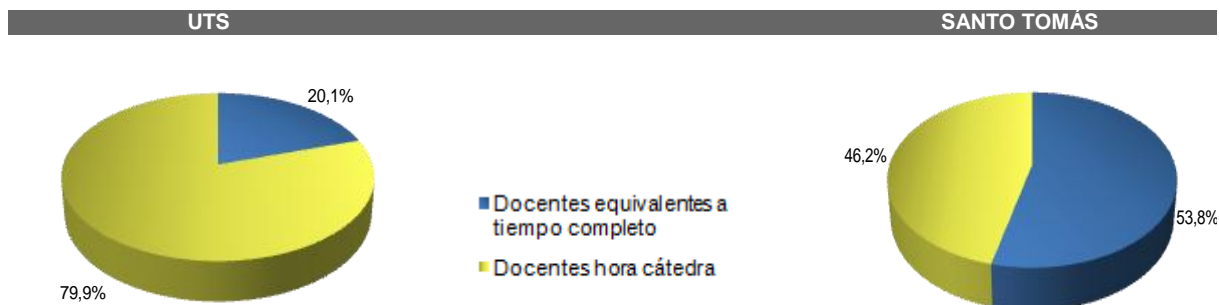 UTS
SANTO TOMÁS
20,1%
79,9%
Docentes equivalentes a
tiempo completo
Docentes hora cátedra
46,2%
53,8%